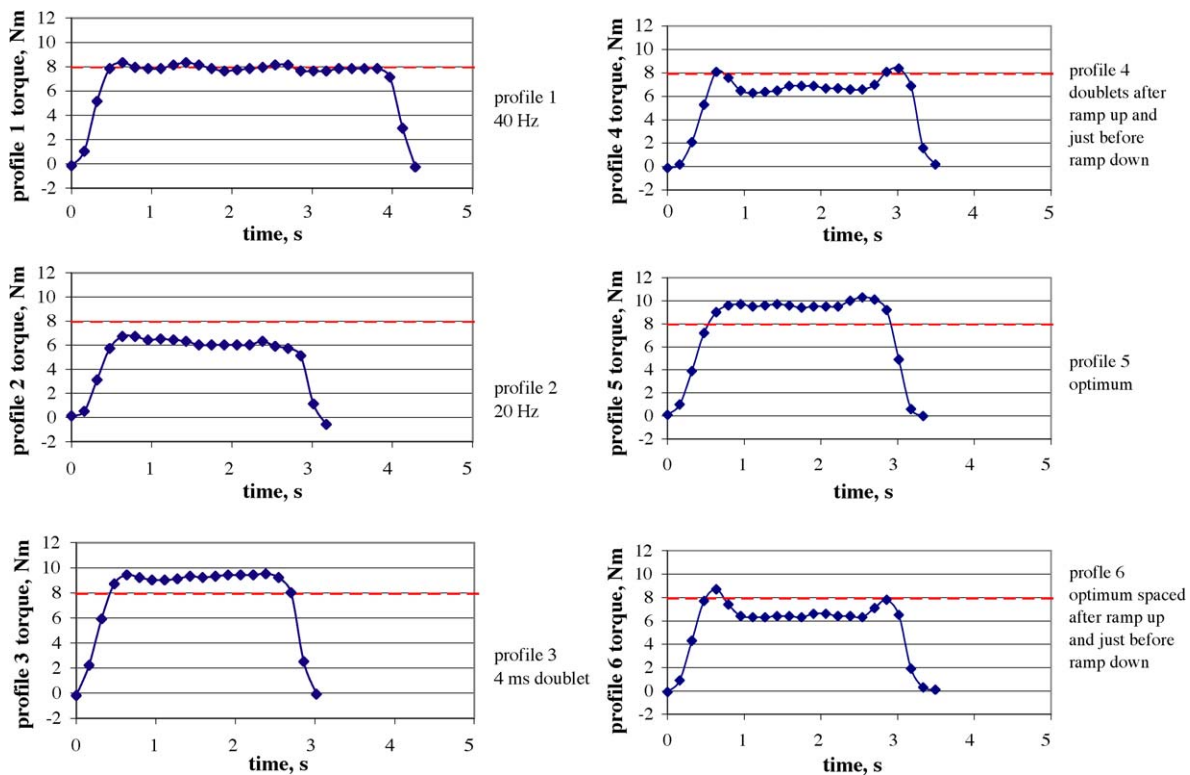 profile 1 torque, Nm
12
10
8
6
4
2
0
-2
0 1 2 3 4 5
time, s
profile 1
40 Hz
profile 2 torque, Nm
12
10
8
6
4
2
0
-2
0 1 2 3 4 5
time, s
profile 2
20 Hz
profile 3 torque, Nm
12
10
8
6
4
2
0
-2
0 1 2 3 4 5
time, s
profile 3
4 ms doublet
profile 4 torque, Nm
12
10
8
6
4
2
0
-2
0 1 2 3 4 5
time, s
profile 4
doublets after
ramp up and
just before
ramp down
profile 5 torque, Nm
12
10
8
6
4
2
0
-2
0 1 2 3 4 5
time, s
profile 5
optimum
profile 6 torque, Nm
12
10
8
6
4
2
0
-2
0 1 2 3 4 5
time, s
profle 6
optimum spaced
after ramp up
and just before
ramp down